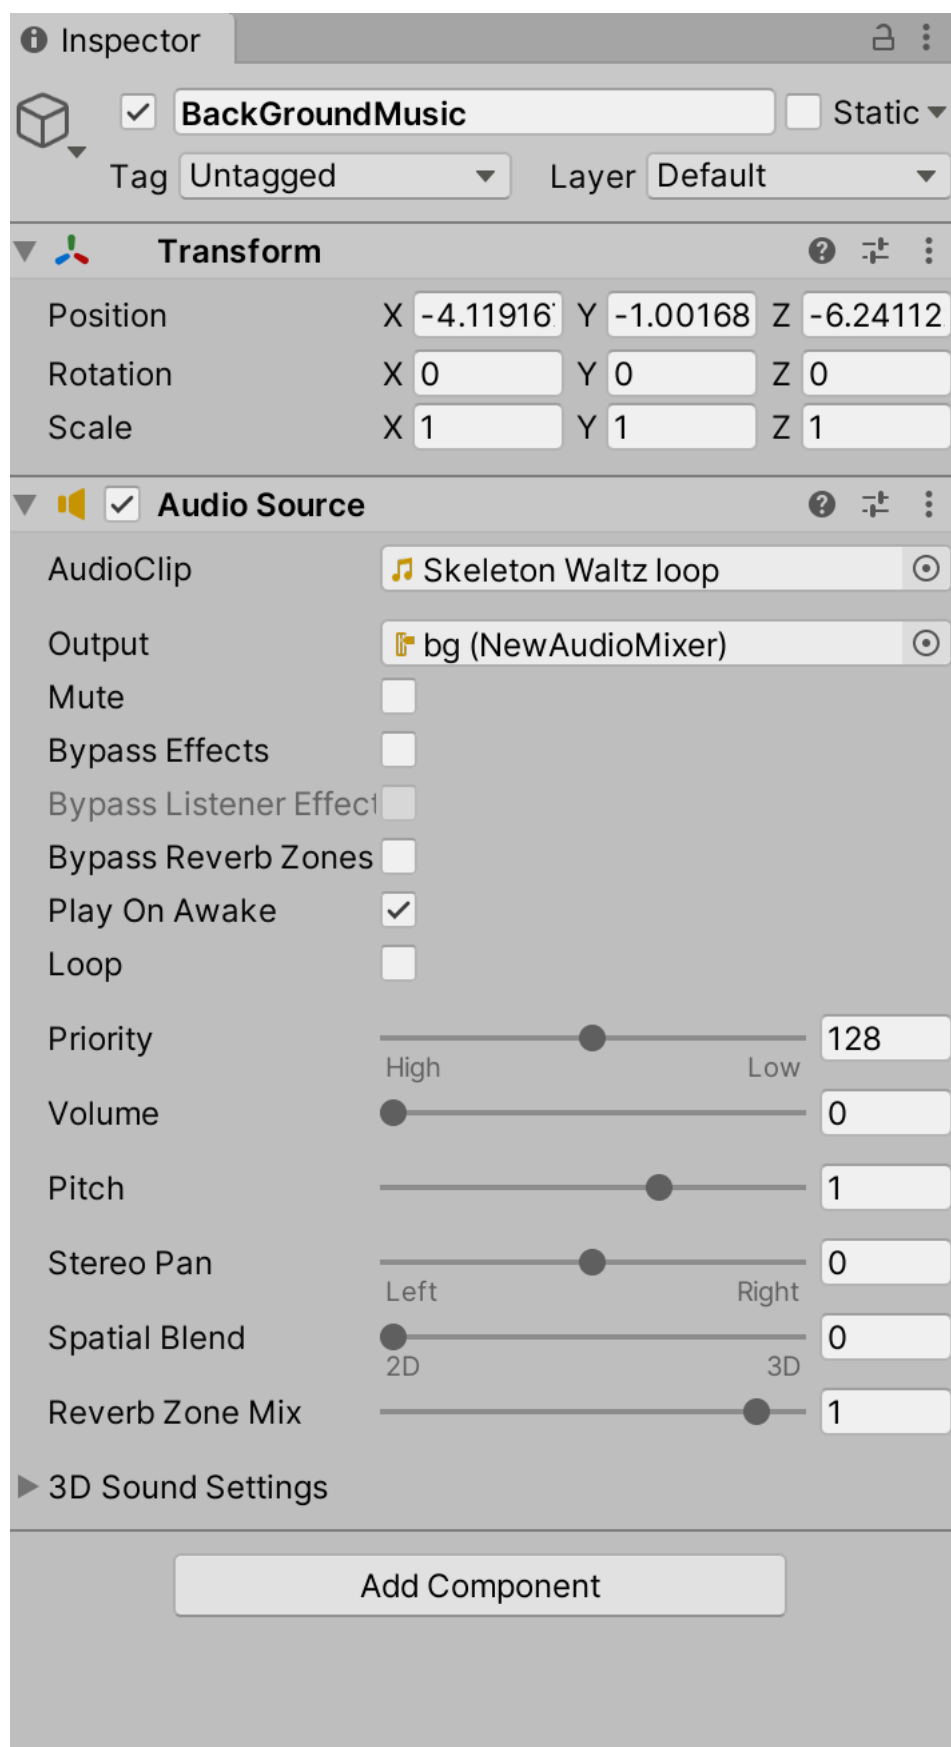 Inspector
BackGroundMusic Static
Tag Untagged Layer Default
Transform
Position X -4.11916 Y -1.00168 Z -6.24112
Rotation X 0 Y 0 Z 0
Scale X 1 Y 1 Z 1
Audio Source
AudioClip Skeleton Waltz loop
Output bg (NewAudioMixer)
Mute
Bypass Effects
Bypass Listener Effect
Bypass Reverb Zones
Play On Awake
Loop
Priority 128
High Low
Volume 0
Pitch 1
Stereo Pan 0
Left Right
Spatial Blend 0
2D 3D
Reverb Zone Mix 1
3D Sound Settings
Add Component